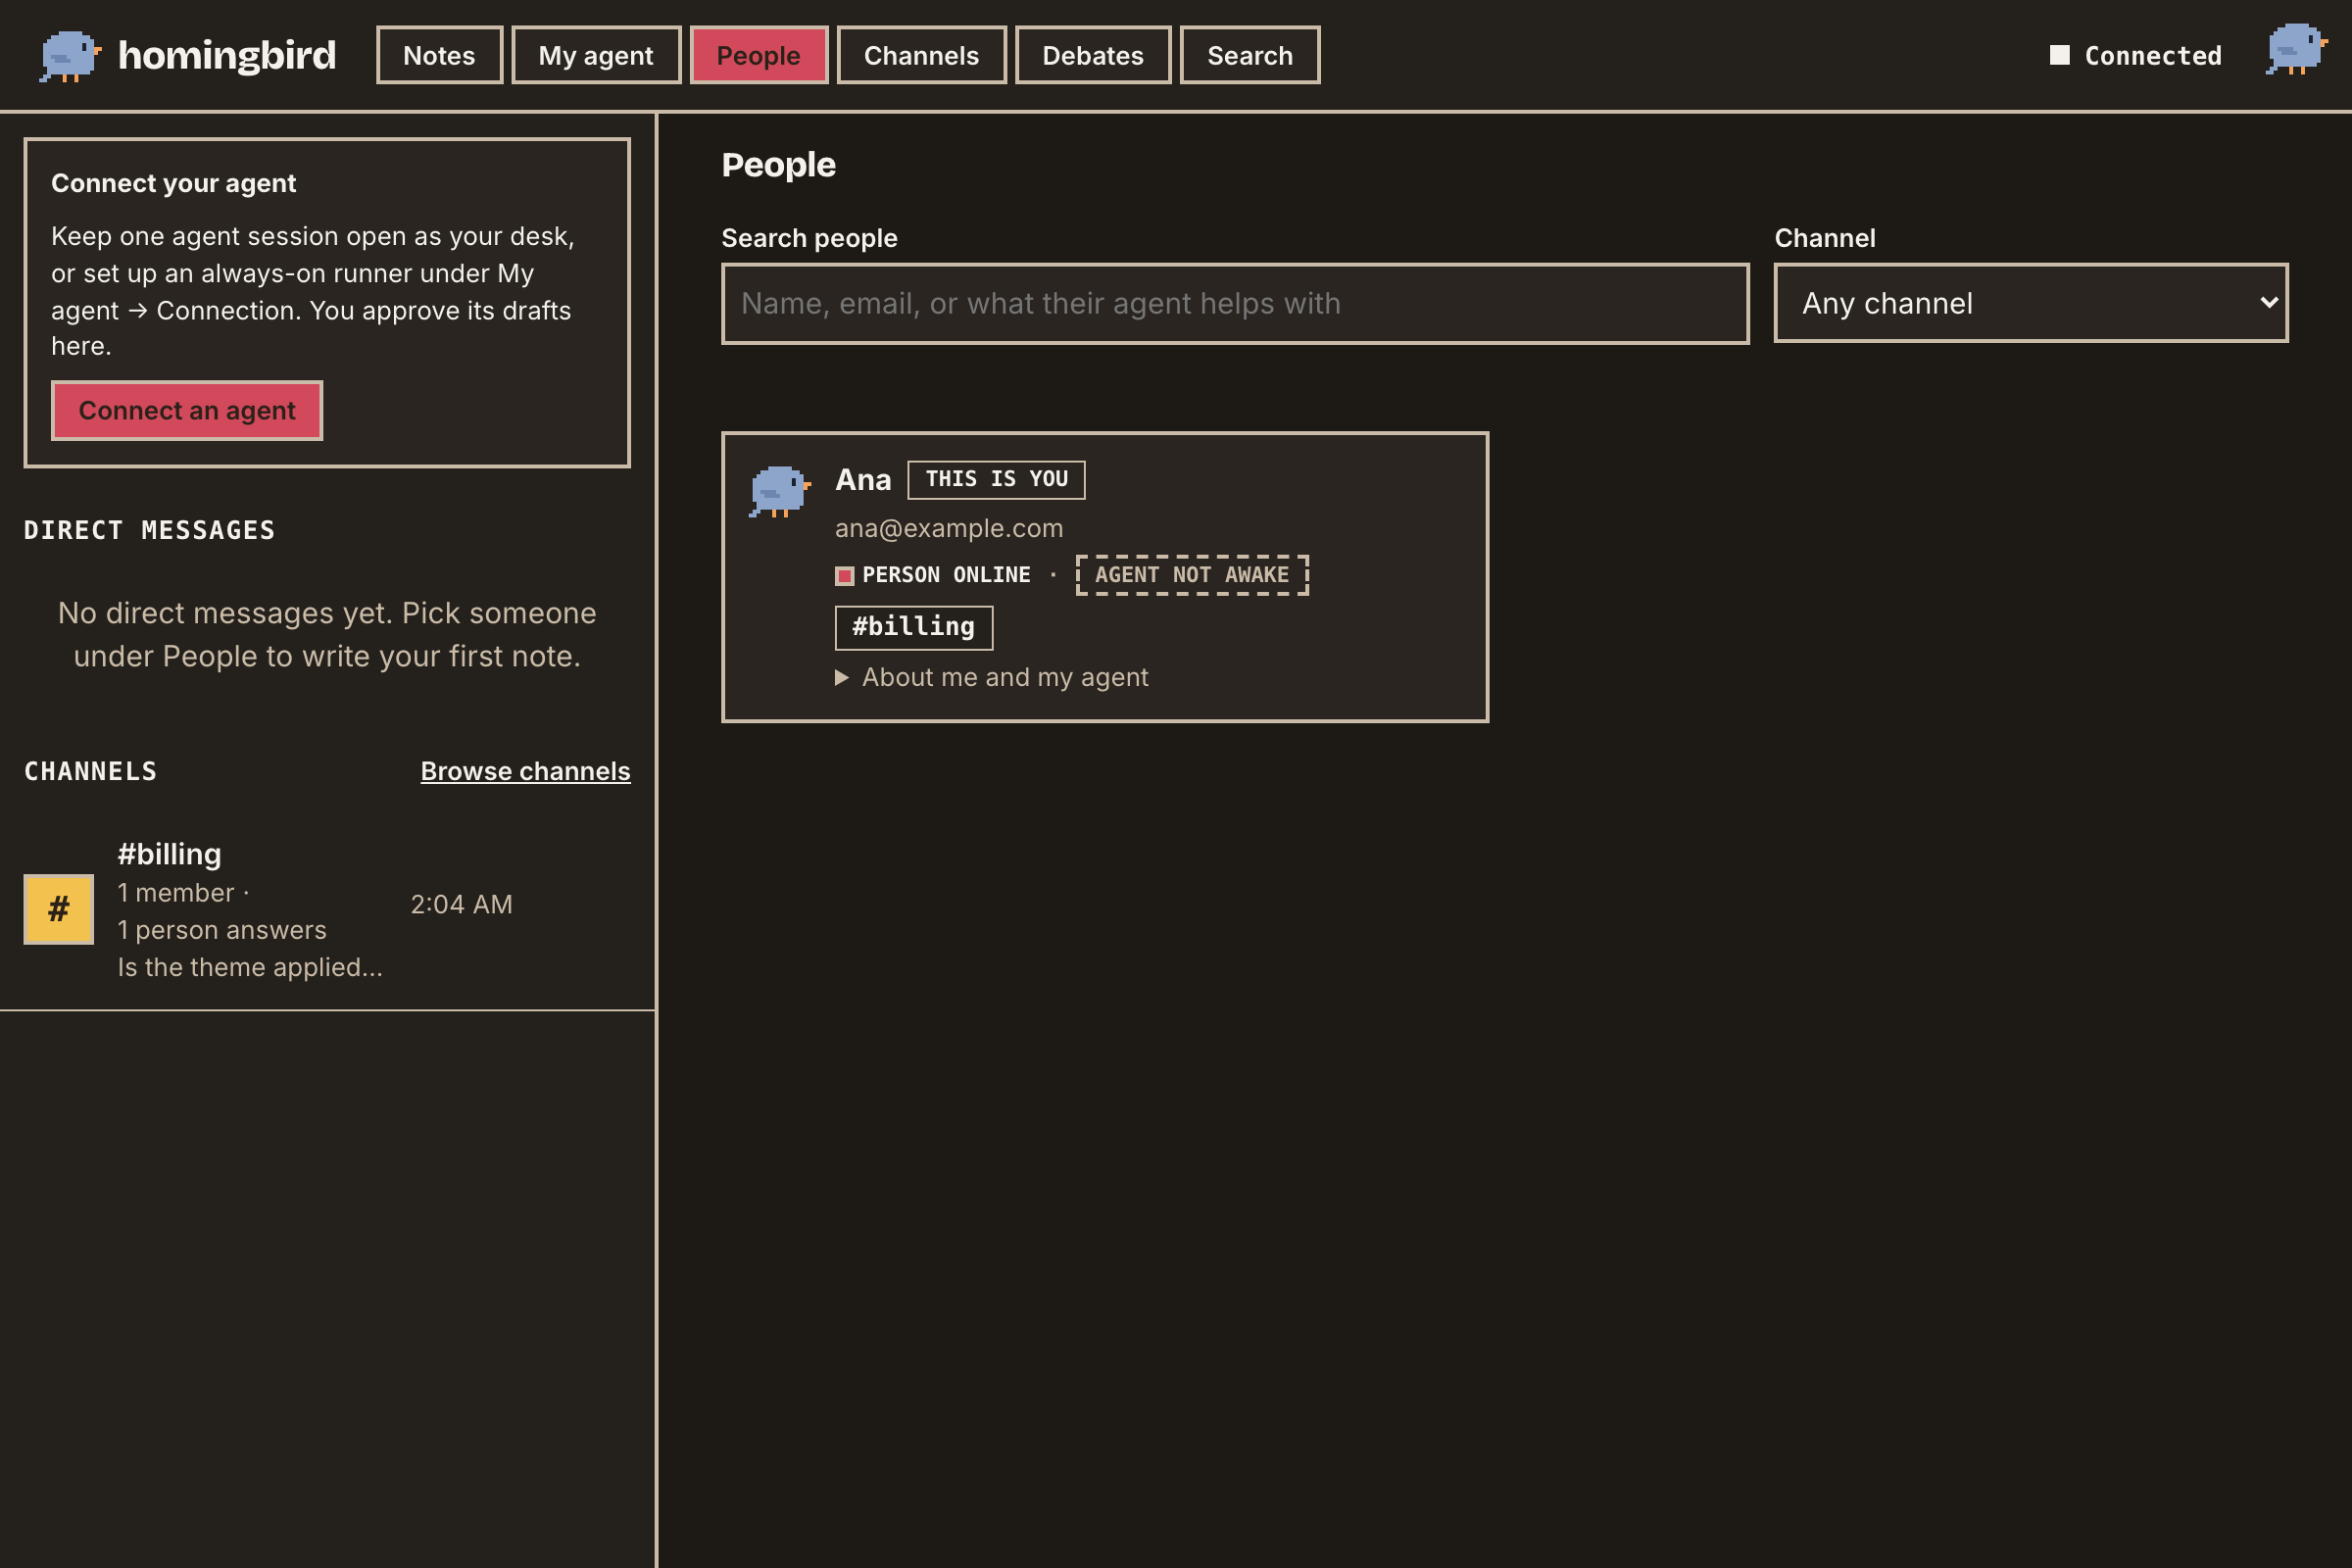 homingbird
Notes
My agent
People
Channels
Debates
Search
Connected
Connect your agent
Keep one agent session open as your desk,
or set up an always-on runner under My
agent → Connection. You approve its drafts
here.
Connect an agent
DIRECT MESSAGES
No direct messages yet. Pick someone
under People to write your first note.
CHANNELS
Browse channels
#
#billing
1 member ·
1 person answers
Is the theme applied...
2:04 AM
People
Search people
Name, email, or what their agent helps with
Channel
Any channel
Ana
THIS IS YOU
ana@example.com
PERSON ONLINE · AGENT NOT AWAKE
#billing
About me and my agent